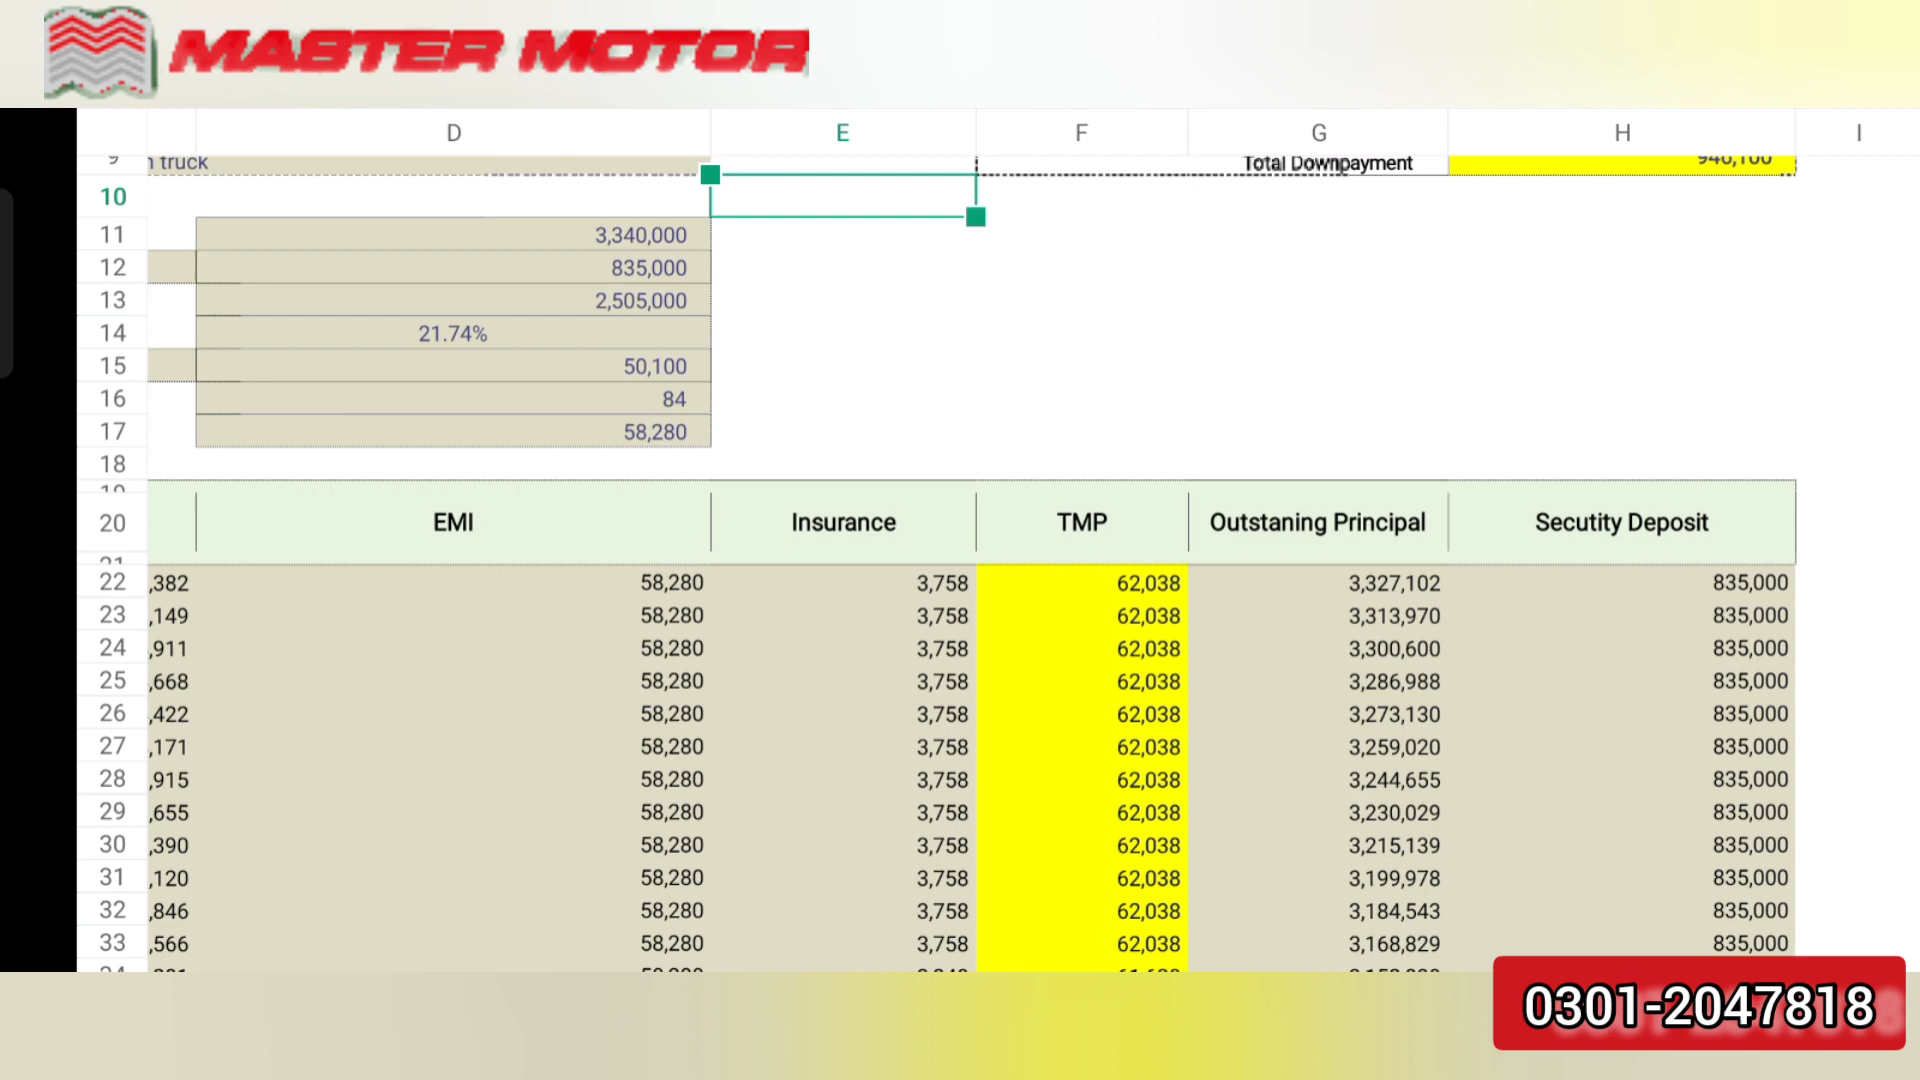 MASTER MOTOR
D E F G H I
9 n truck Total Downpayment 940,100
10
11 3,340,000
12 835,000
13 2,505,000
14 21.74%
15 50,100
16 84
17 58,280
18
19
20 EMI Insurance TMP Outstaning Principal Secutity Deposit
21
22 ,382 58,280 3,758 62,038 3,327,102 835,000
23 ,149 58,280 3,758 62,038 3,313,970 835,000
24 ,911 58,280 3,758 62,038 3,300,600 835,000
25 ,668 58,280 3,758 62,038 3,286,988 835,000
26 ,422 58,280 3,758 62,038 3,273,130 835,000
27 ,171 58,280 3,758 62,038 3,259,020 835,000
28 ,915 58,280 3,758 62,038 3,244,655 835,000
29 ,655 58,280 3,758 62,038 3,230,029 835,000
30 ,390 58,280 3,758 62,038 3,215,139 835,000
31 ,120 58,280 3,758 62,038 3,199,978 835,000
32 ,846 58,280 3,758 62,038 3,184,543 835,000
33 ,566 58,280 3,758 62,038 3,168,829 835,000
0301-2047818